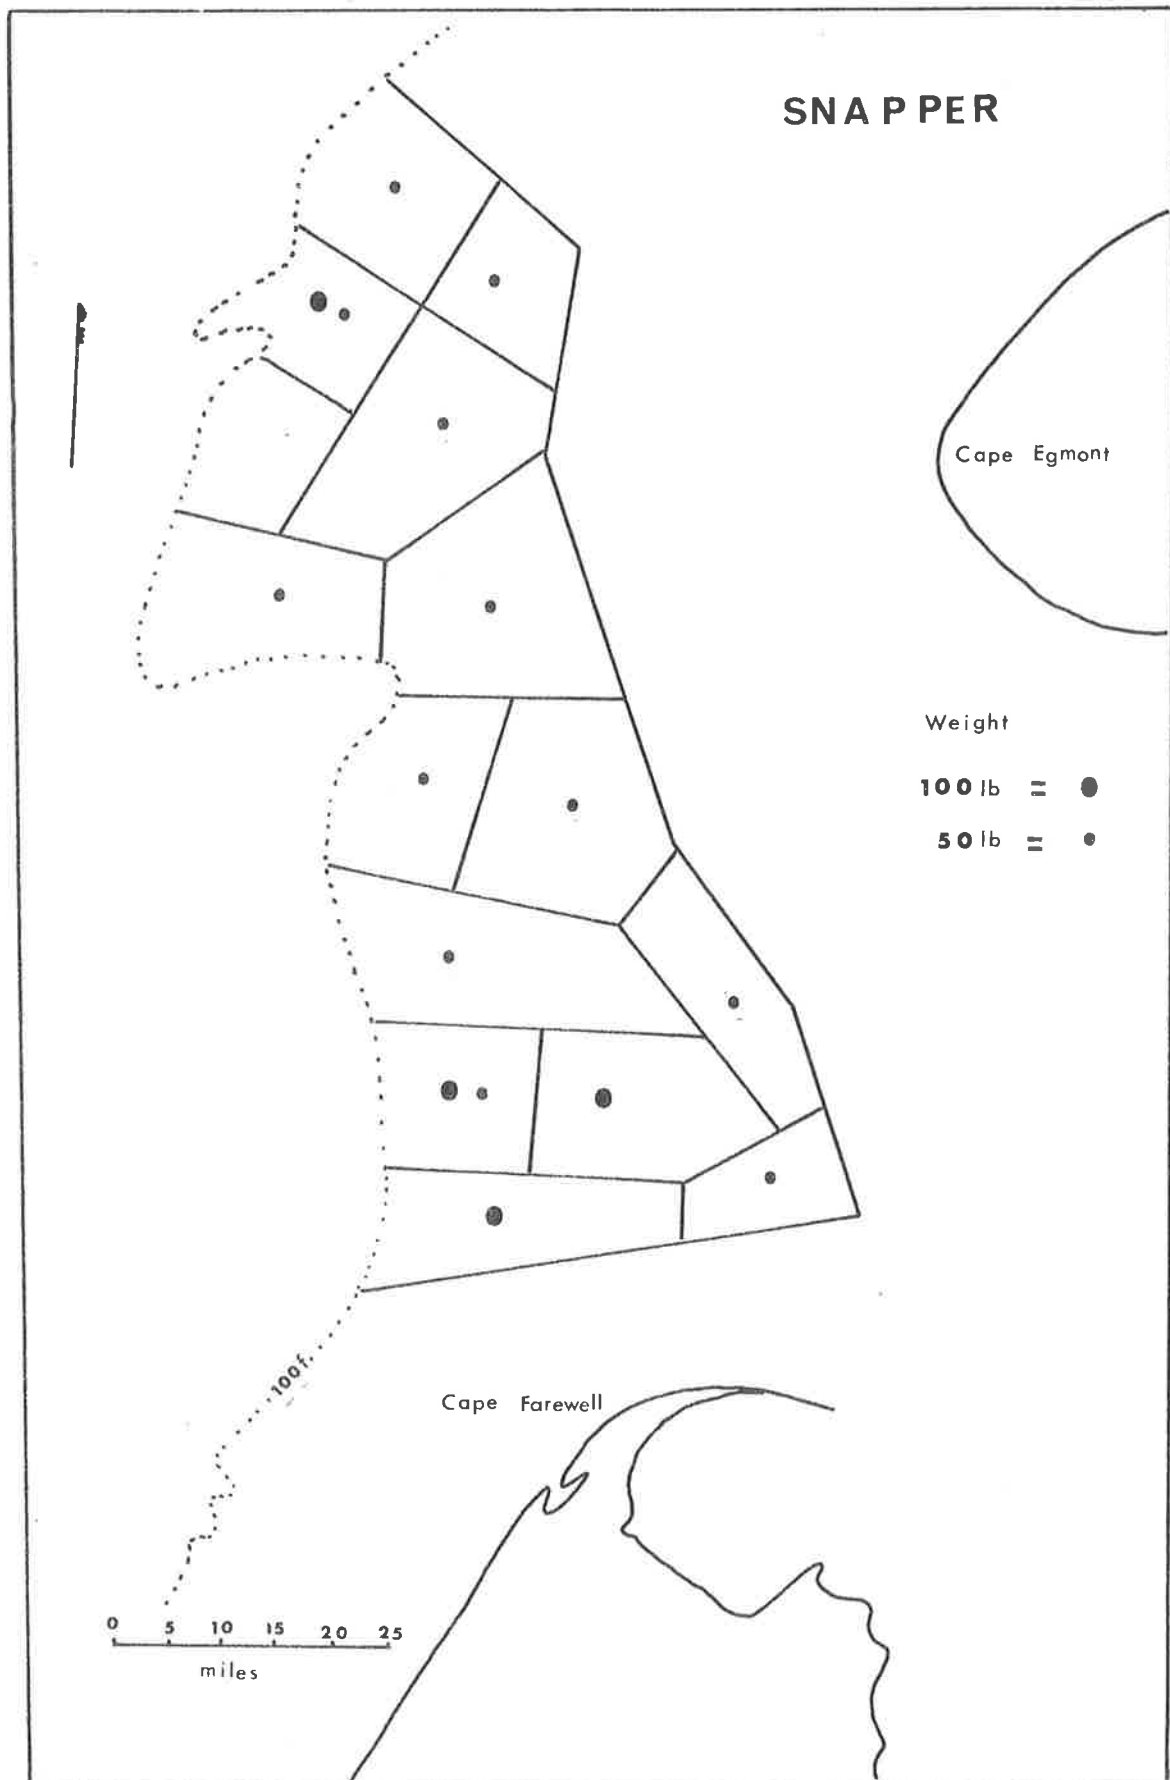 SNAPPER
Cape Egmont
Weight
100 lb =
50 lb =
100f.
Cape Farewell
0 5 10 15 20 25
miles